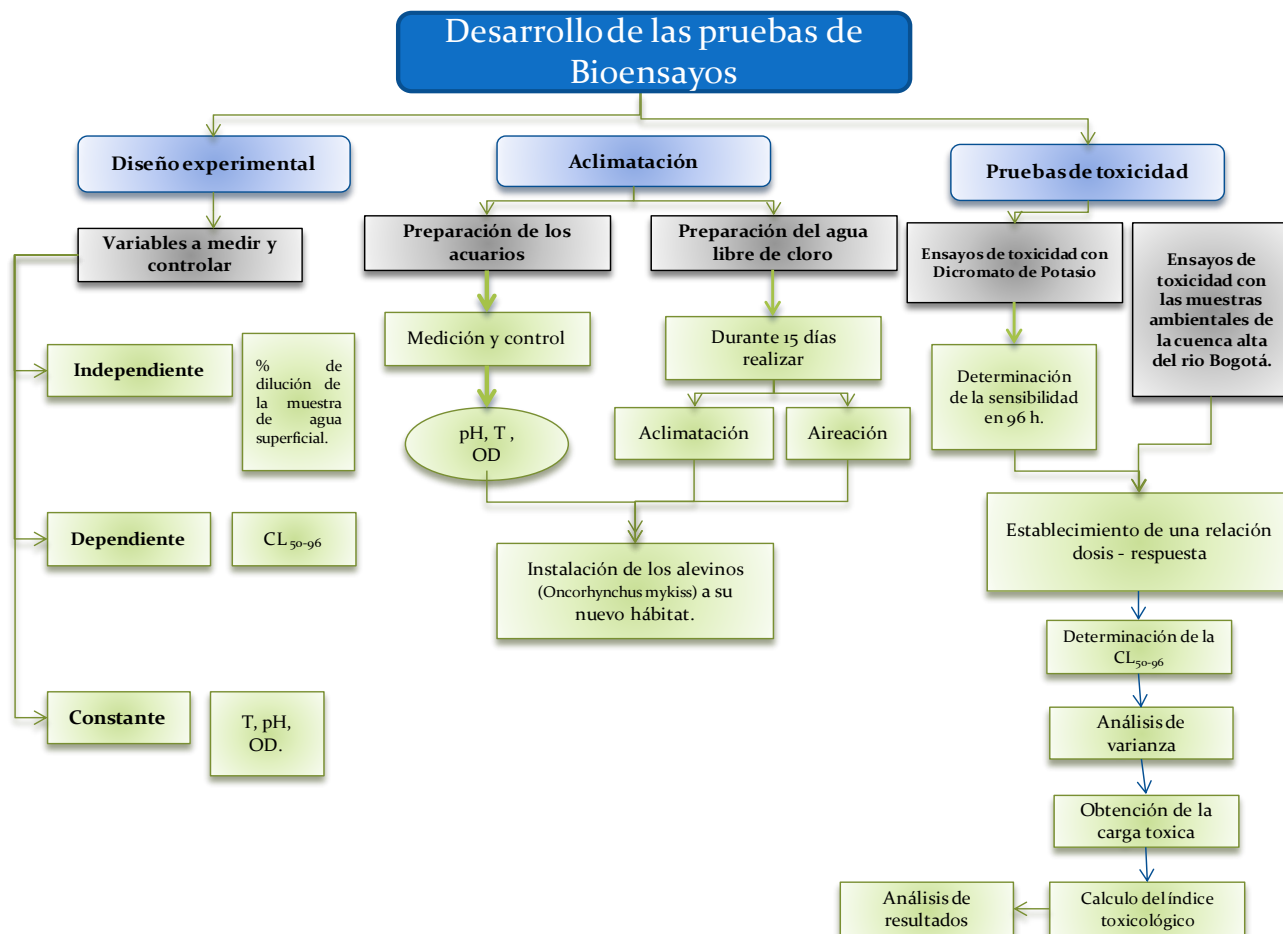 Desarrollo de las pruebas de
Bioensayos
Diseño experimental
Variables a medir y
controlar
Independiente
% de
dilución de
la muestra
de agua
superficial.
Dependiente
CL50-96
Constante
T, pH,
OD.
Aclimatación
Preparación de los
acuarios
Medición y control
pH, T ,
OD
Preparación del agua
libre de cloro
Durante 15 días
realizar
Aclimatación
Aireación
Instalación de los alevinos
(Oncorhynchus mykiss) a su
nuevo hábitat.
Pruebas de toxicidad
Ensayos de toxicidad con
Dicromato de Potasio
Determinación
de la sensibilidad
en 96 h.
Ensayos de
toxicidad con
las muestras
ambientales de
la cuenca alta
del rio Bogotá.
Establecimiento de una relación
dosis - respuesta
Determinación de la
CL50-96
Análisis de
varianza
Obtención de la
carga toxica
Calculo del índice
toxicológico
Análisis de
resultados